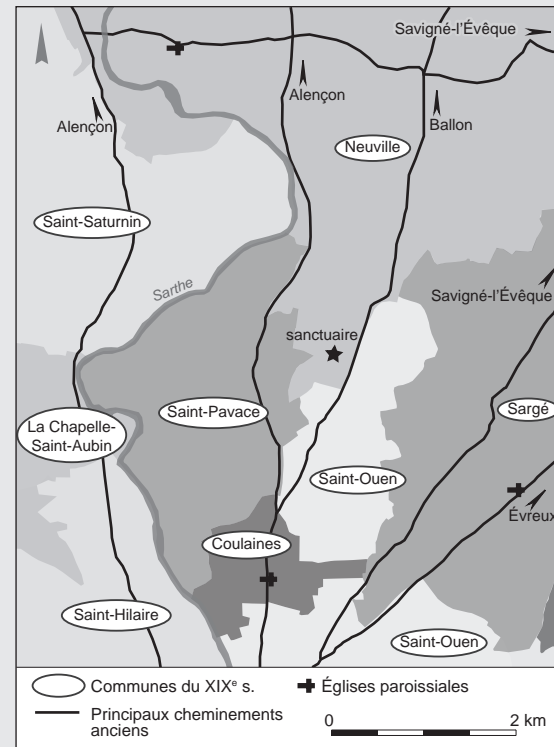 Savigné-l'Évêque
Alençon
Alençon
Ballon
Neuville
Saint-Saturnin
Sarthe
Savigné-l'Évêque
sanctuaire
Saint-Pavace
Sargé
La Chapelle-
Saint-Aubin
Saint-Ouen
Évreux
Coulaines
Saint-Hilaire
Saint-Ouen
Communes du XIXe s.
Églises paroissiales
Principaux cheminements
anciens
0 2 km